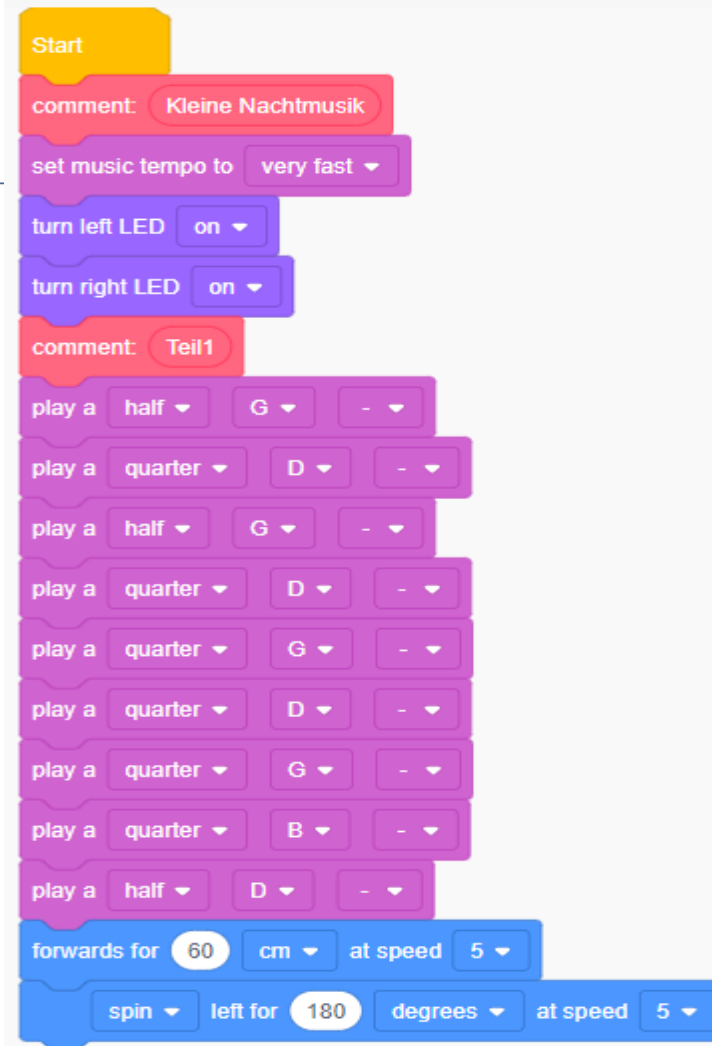 Start
comment: Kleine Nachtmusik
set music tempo to very fast
turn left LED on
turn right LED on
comment: Teil1
play a half G -
play a quarter D -
play a half G -
play a quarter D -
play a quarter G -
play a quarter D -
play a quarter G -
play a quarter B -
play a half D -
forwards for 60 cm at speed 5
spin left for 180 degrees at speed 5